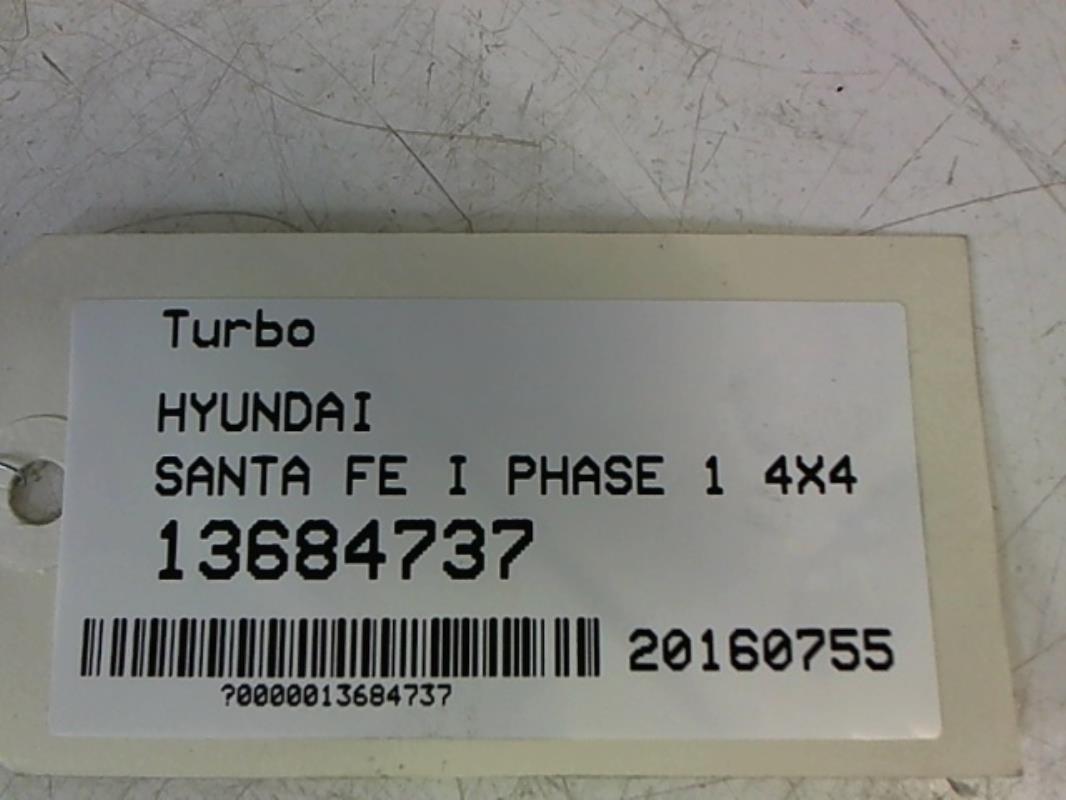 Turbo
HYUNDAI
SANTA FE I PHASE 1 4X4
13684737
20160755
?0000013684737